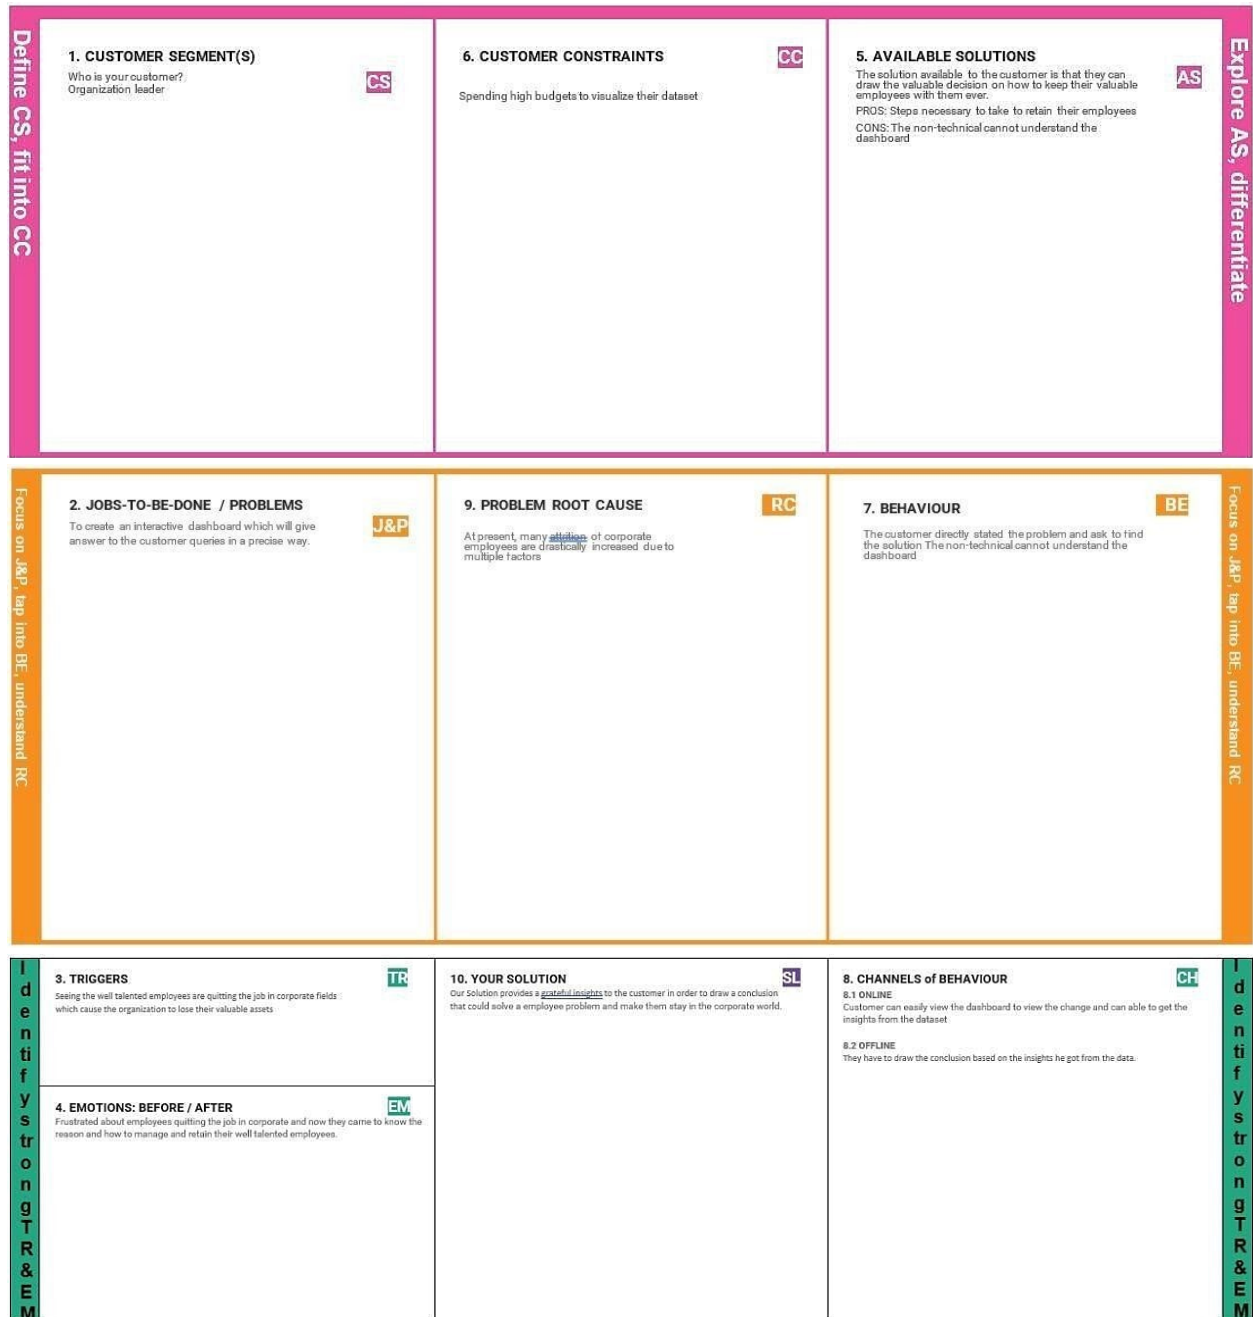 Define CS, fit into CC
1. CUSTOMER SEGMENT(S)
CS
Who is your customer?
Organization leader
6. CUSTOMER CONSTRAINTS
CC
Spending high budgets to visualize their dataset
5. AVAILABLE SOLUTIONS
AS
The solution available to the customer is that they can
draw the valuable decision on how to keep their valuable
employees with them ever.
PROS: Steps necessary to take to retain their employees
CONS: The non-technical cannot understand the
dashboard
Explore AS, differentiate
Focus on J&P, tap into BE, understand RC
2. JOBS-TO-BE-DONE / PROBLEMS
J&P
To create an interactive dashboard which will give
answer to the customer queries in a precise way.
9. PROBLEM ROOT CAUSE
RC
At present, many attrition of corporate
employees are drastically increased due to
multiple factors
7. BEHAVIOUR
BE
The customer directly stated the problem and ask to find
the solution The non-technical cannot understand the
dashboard
Focus on J&P, tap into BE, understand RC
Identify strong TR & EM
3. TRIGGERS
TR
Seeing the well talented employees are quitting the job in corporate fields
which cause the organization to lose their valuable assets
4. EMOTIONS: BEFORE / AFTER
EM
Frustrated about employees quitting the job in corporate and now they came to know the
reason and how to manage and retain their well talented employees.
10. YOUR SOLUTION
SL
Our Solution provides a grateful insights to the customer in order to draw a conclusion
that could solve a employee problem and make them stay in the corporate world.
8. CHANNELS of BEHAVIOUR
CH
8.1 ONLINE
Customer can easily view the dashboard to view the change and can able to get the
insights from the dataset
8.2 OFFLINE
They have to draw the conclusion based on the insights he got from the data.
Identify strong TR & EM